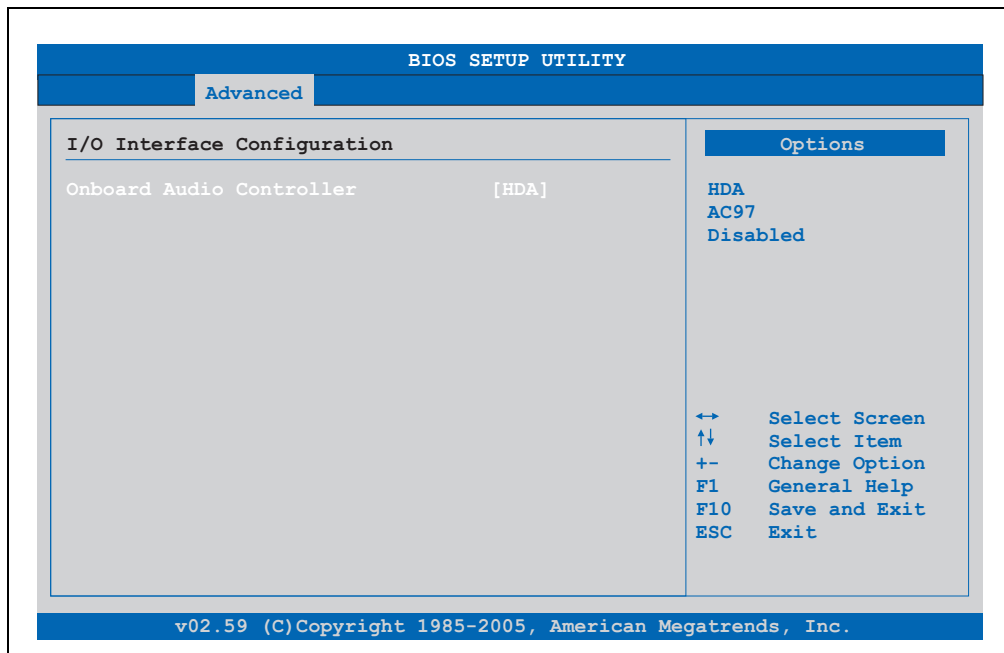 BIOS SETUP UTILITY
Advanced
I/O Interface Configuration
Onboard Audio Controller [HDA]
Options
HDA
AC97
Disabled
←→ Select Screen
↑↓ Select Item
+- Change Option
F1 General Help
F10 Save and Exit
ESC Exit
v02.59 (C)Copyright 1985-2005, American Megatrends, Inc.